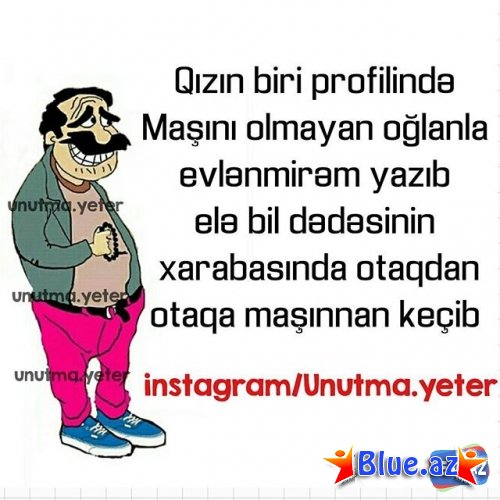 Qızın biri profilində
Maşını olmayan oğlanla
evlənmirəm yazıb
elə bil dədəsinin
xarabasında otaqdan
otaqa maşınnan keçib
instagram/Unutma.yeter
unutma.yeter
unutma.yeter
unutma.yeter
Blue.az